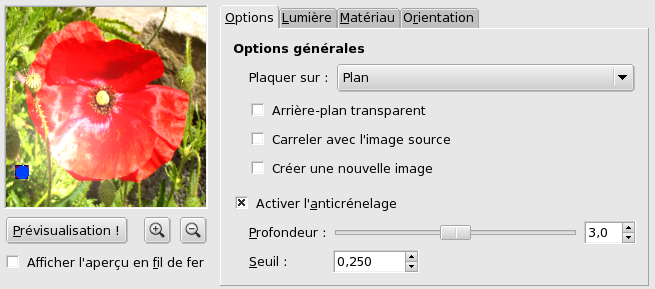 Options Lumière Matériau Orientation
Options générales
Plaquer sur : Plan
Arrière-plan transparent
Carreler avec l'image source
Créer une nouvelle image
Activer l'anticrénelage
Profondeur : 3,0
Seuil : 0,250
Prévisualisation !
Afficher l'aperçu en fil de fer